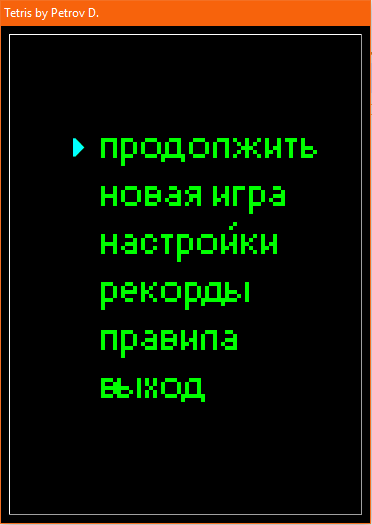 Tetris by Petrov D.
продолжить
новая игра
настройки
рекорды
правила
выход